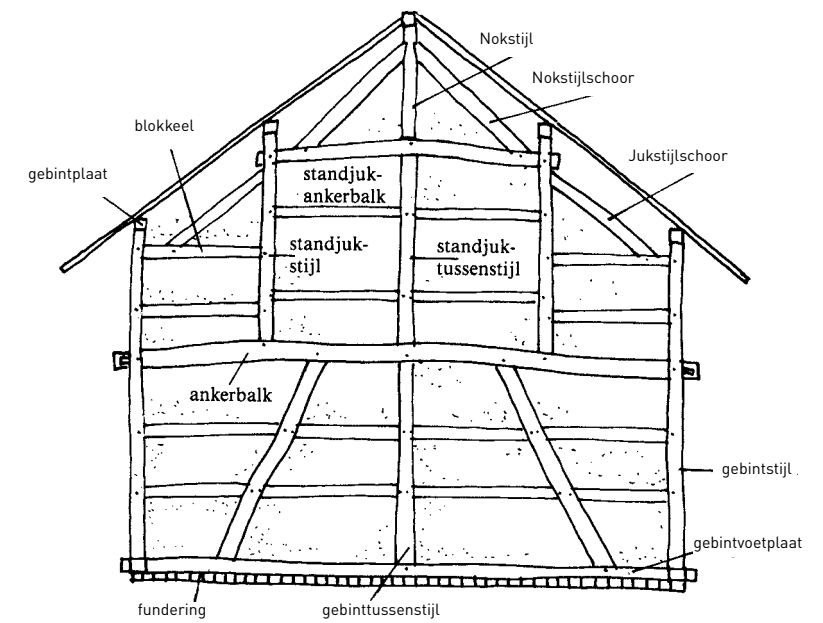 Nokstijl
Nokstijlschoor
blokkeel
Jukstijlschoor
gebintplaat
standjuk-
ankerbalk
standjuk-
stijl
standjuk-
tussenstijl
ankerbalk
gebintstijl
gebintvoetplaat
fundering
gebinttussenstijl